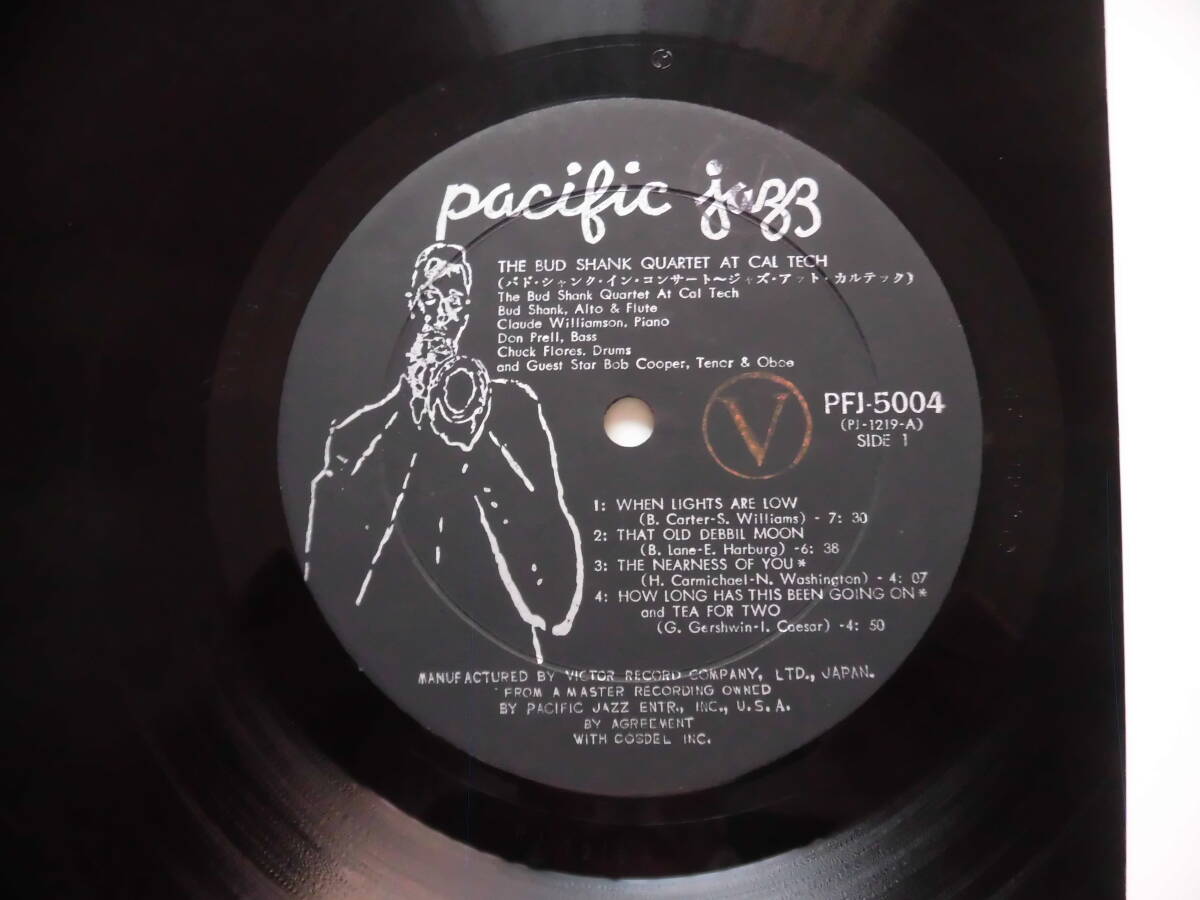 pacific jazz
THE BUD SHANK QUARTET AT CAL TECH
(バド・シャンク・イン・コンサート〜ジャズ・アット・カルテック)
The Bud Shank Quartet At Cal Tech
Bud Shank, Alto & Flute
Claude Williamson, Piano
Don Prell, Bass
Chuck Flores, Drums
and Guest Star Bob Cooper, Tenor & Oboe
V
PFJ-5004
(PJ-1219-A)
SIDE 1
1: WHEN LIGHTS ARE LOW
(B. Carter-S. Williams) - 7: 30
2: THAT OLD DEBBIL MOON
(B. Lane-E. Harburg) -6: 38
3: THE NEARNESS OF YOU*
(H. Carmichael-N. Washington) - 4: 07
4: HOW LONG HAS THIS BEEN GOING ON*
and TEA FOR TWO
(G. Gershwin-I. Caesar) -4: 50
MANUFACTURED BY VICTOR RECORD COMPANY, LTD., JAPAN.
FROM A MASTER RECORDING OWNED
BY PACIFIC JAZZ ENTR., INC., U.S.A.
BY AGREEMENT
WITH COSDEL INC.